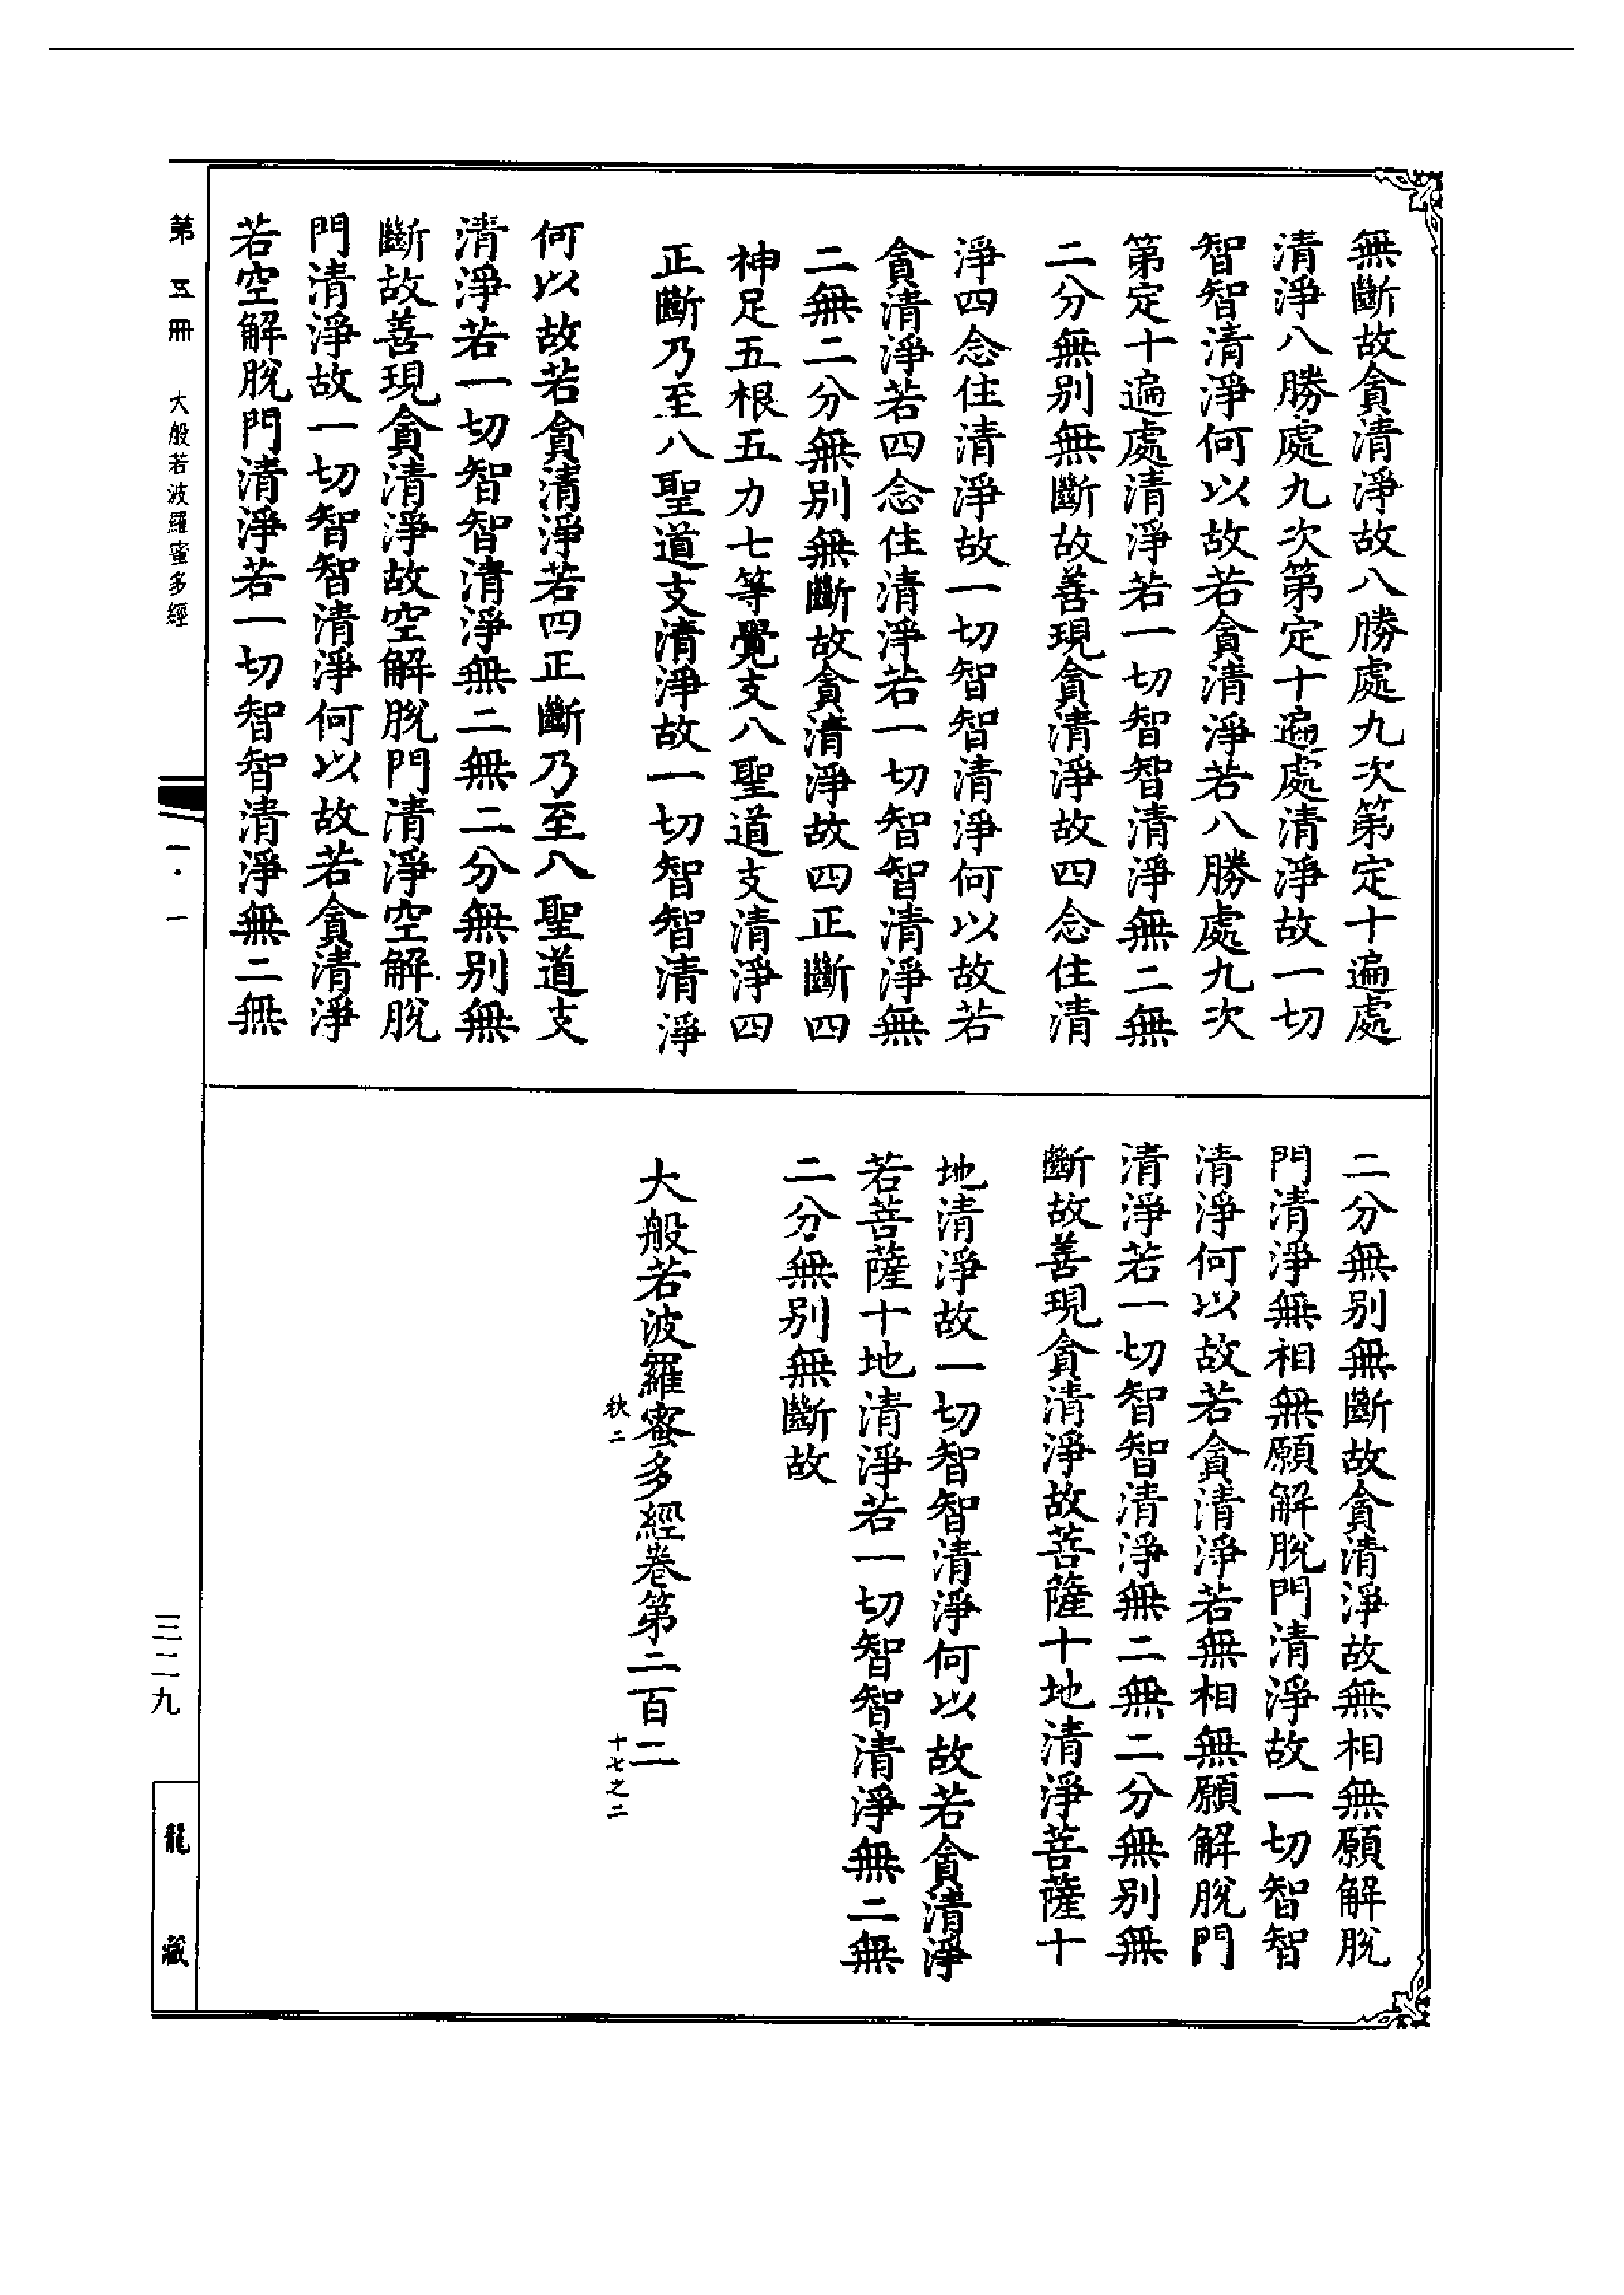 無斷故貪清淨故八勝處九次第定十遍處
清淨八勝處九次第定十遍處清淨故一切
智智清淨何以故若貪清淨若八勝處九次
第定十遍處清淨若一切智智清淨無二無
二分無别無斷故善現貪清淨故四念住清
淨四念住清淨故一切智智清淨何以故若
貪清淨若四念住清淨若一切智智清淨無
二無二分無别無斷故貪清淨故四正斷四
神足五根五力七等覺支八聖道支清淨四
正斷乃至八聖道支清淨故一切智智清淨
何以故若貪清淨若四正斷乃至八聖道支
清淨若一切智智清淨無二無二分無别無
斷故善現貪清淨故空解脫門清淨空解脫
門清淨故一切智智清淨何以故若貪清淨
若空解脫門清淨若一切智智清淨無二無
二分無别無斷故貪清淨故無相無願解脫
門清淨無相無願解脫門清淨故一切智智
清淨何以故若貪清淨若無相無願解脫門
清淨若一切智智清淨無二無二分無别無
斷故善現貪清淨故菩薩十地清淨菩薩十
地清淨故一切智智清淨何以故若貪清淨
若菩薩十地清淨若一切智智清淨無二無
二分無别無斷故
大般若波羅蜜多經卷第二百二
秋二
十七之二
第五冊
大般若波羅蜜多經
一·一
三二九
龍藏